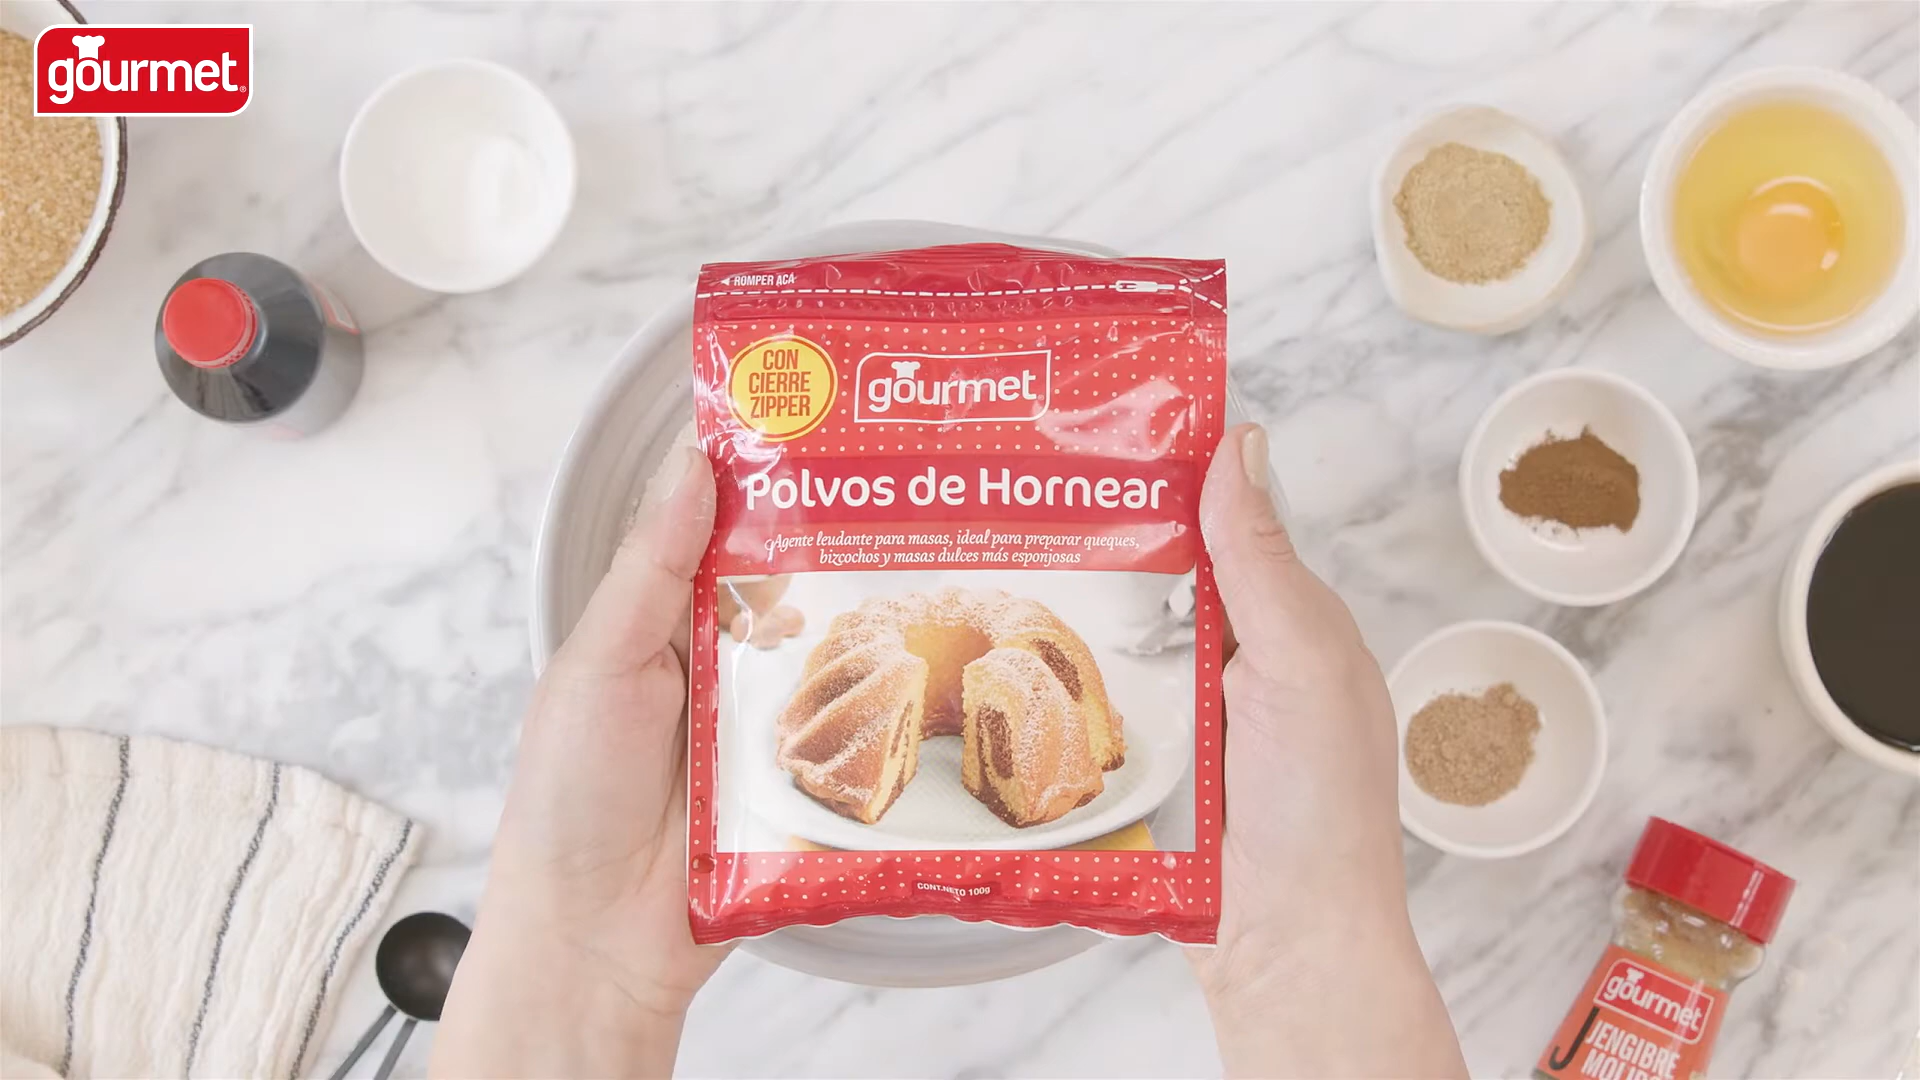 gourmet
ROMPER ACÁ
CON
CIERRE
ZIPPER
gourmet
Polvos de Hornear
Agente leudante para masas, ideal para preparar queques,
bizcochos y masas dulces más esponjosas
CONT.NETO 100g
gourmet
JENGIBRE